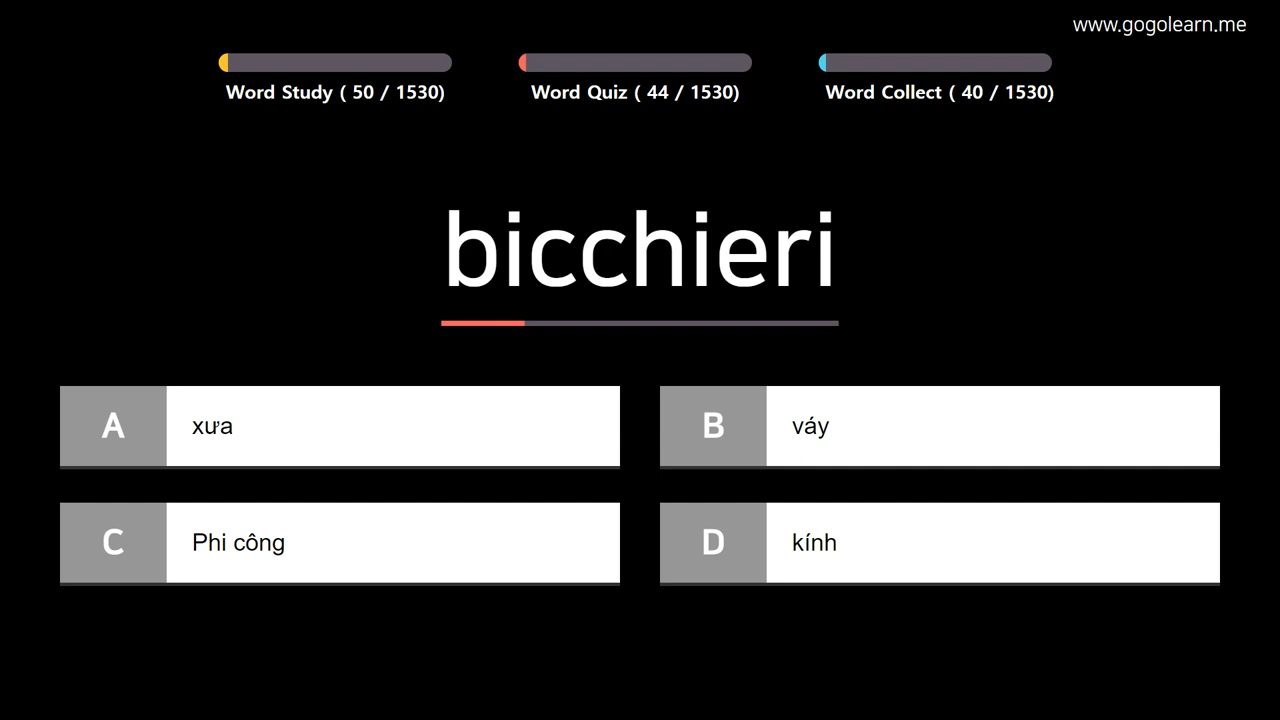 www.gogolearn.me
Word Study ( 50 / 1530)
Word Quiz ( 44 / 1530)
Word Collect ( 40 / 1530)
bicchieri
A xưa
B váy
C Phi công
D kính